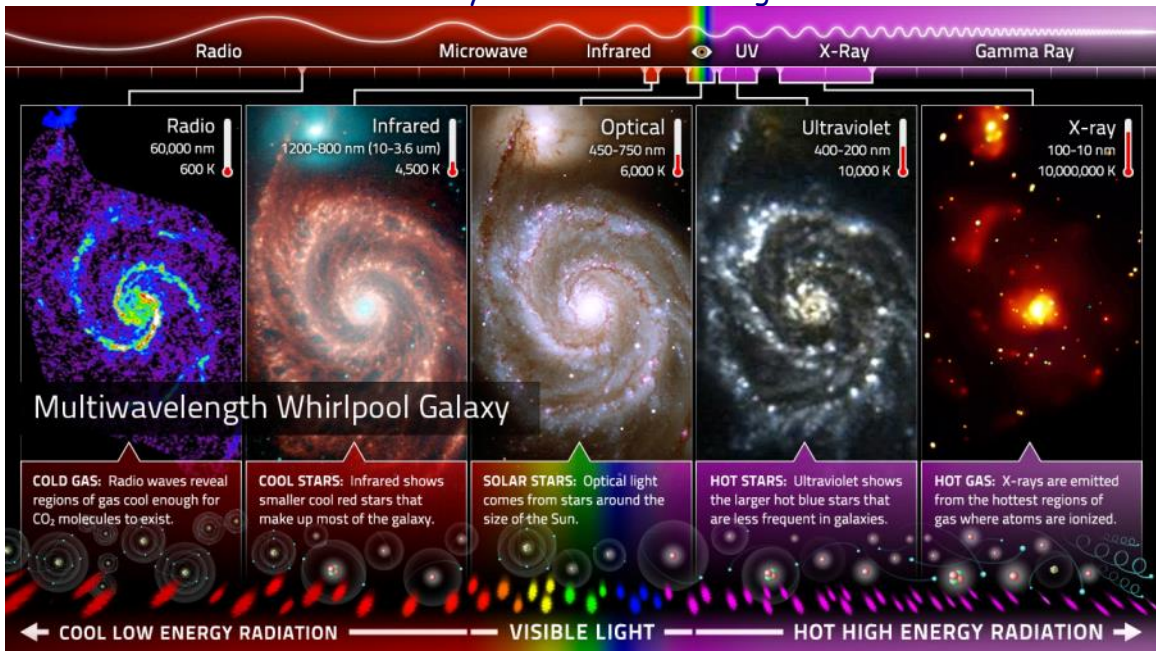 Radio
Microwave
Infrared
UV
X-Ray
Gamma Ray
Radio
60,000 nm
600 K
Infrared
1200-800 nm (10-3.6 um)
4,500 K
Optical
450-750 nm
6,000 K
Ultraviolet
400-200 nm
10,000 K
X-ray
100-10 nm
10,000,000 K
Multiwavelength Whirlpool Galaxy
COLD GAS: Radio waves reveal
regions of gas cool enough for
CO₂ molecules to exist.
COOL STARS: Infrared shows
smaller cool red stars that
make up most of the galaxy.
SOLAR STARS: Optical light
comes from stars around the
size of the Sun.
HOT STARS: Ultraviolet shows
the larger hot blue stars that
are less frequent in galaxies.
HOT GAS: X-rays are emitted
from the hottest regions of
gas where atoms are ionized.
COOL LOW ENERGY RADIATION
VISIBLE LIGHT
HOT HIGH ENERGY RADIATION